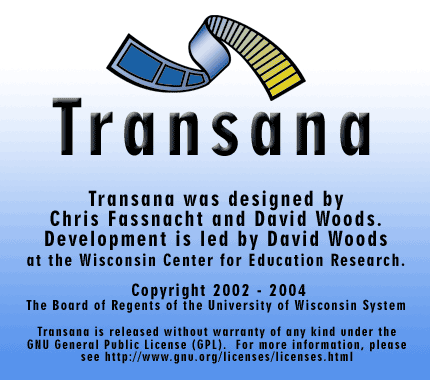 Transana
Transana was designed by
Chris Fassnacht and David Woods.
Development is led by David Woods
at the Wisconsin Center for Education Research.
Copyright 2002 - 2004
The Board of Regents of the University of Wisconsin System
Transana is released without warranty of any kind under the
GNU General Public License (GPL).  For more information, please
see http://www.gnu.org/licenses/licenses.html